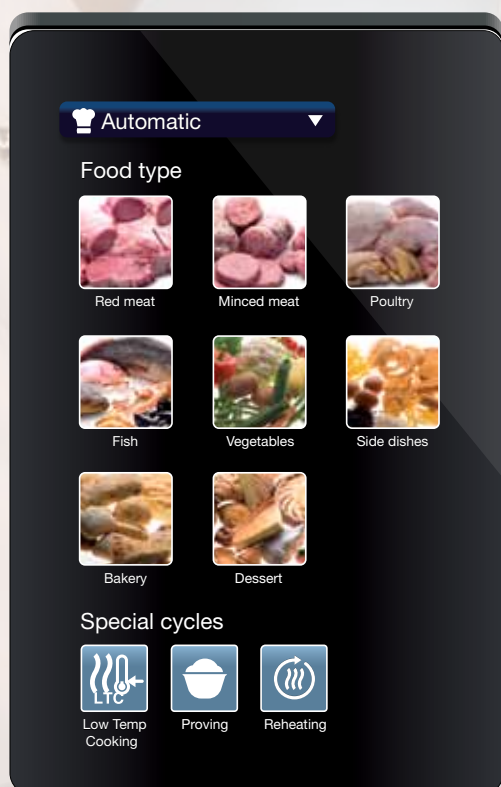 Automatic
Food type
Red meat
Minced meat
Poultry
Fish
Vegetables
Side dishes
Bakery
Dessert
Special cycles
LTC
Low Temp
Cooking
Proving
Reheating